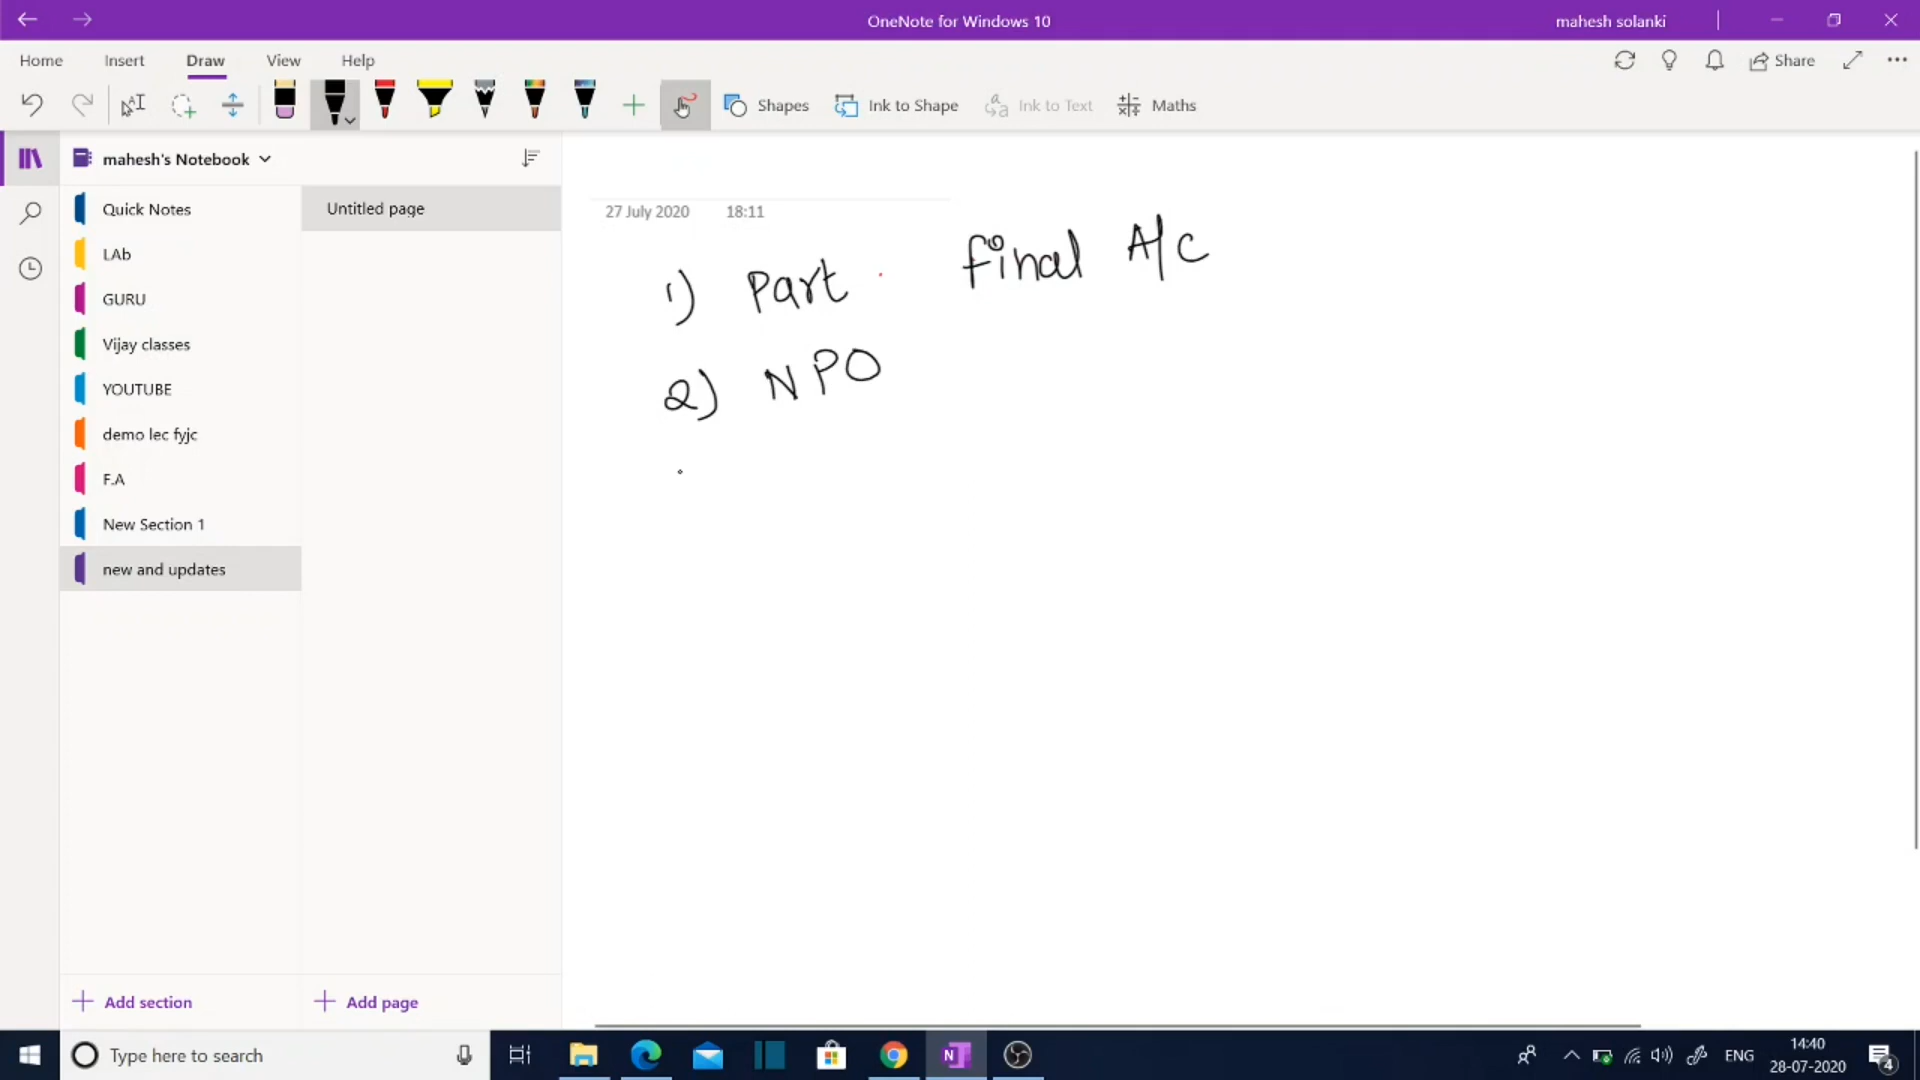 OneNote for Windows 10
mahesh solanki
Home Insert Draw View Help
Share
Shapes Ink to Shape Ink to Text Maths
mahesh's Notebook
Quick Notes
LAb
GURU
Vijay classes
YOUTUBE
demo lec fyjc
F.A
New Section 1
new and updates
Add section
Untitled page
Add page
27 July 2020 18:11
1) Part. final A/c
2) NPO
Type here to search
ENG
14:40
28-07-2020
4